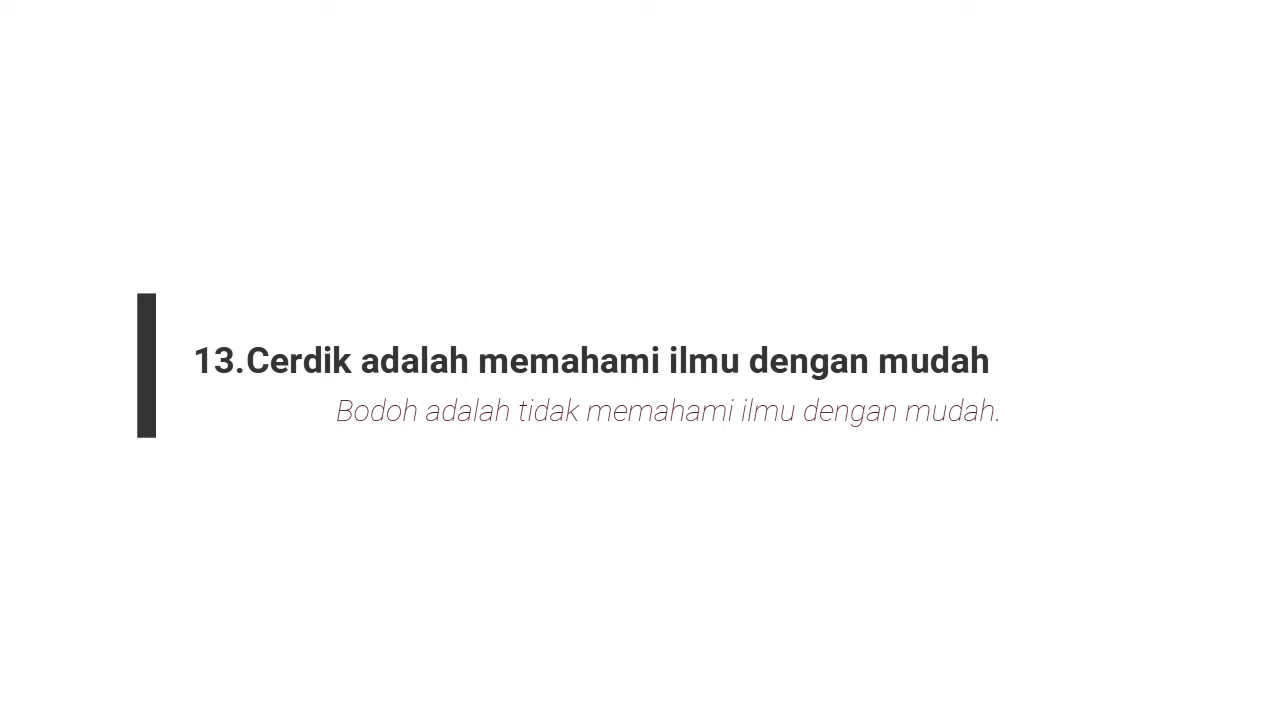 13.Cerdik adalah memahami ilmu dengan mudah
Bodoh adalah tidak memahami ilmu dengan mudah.